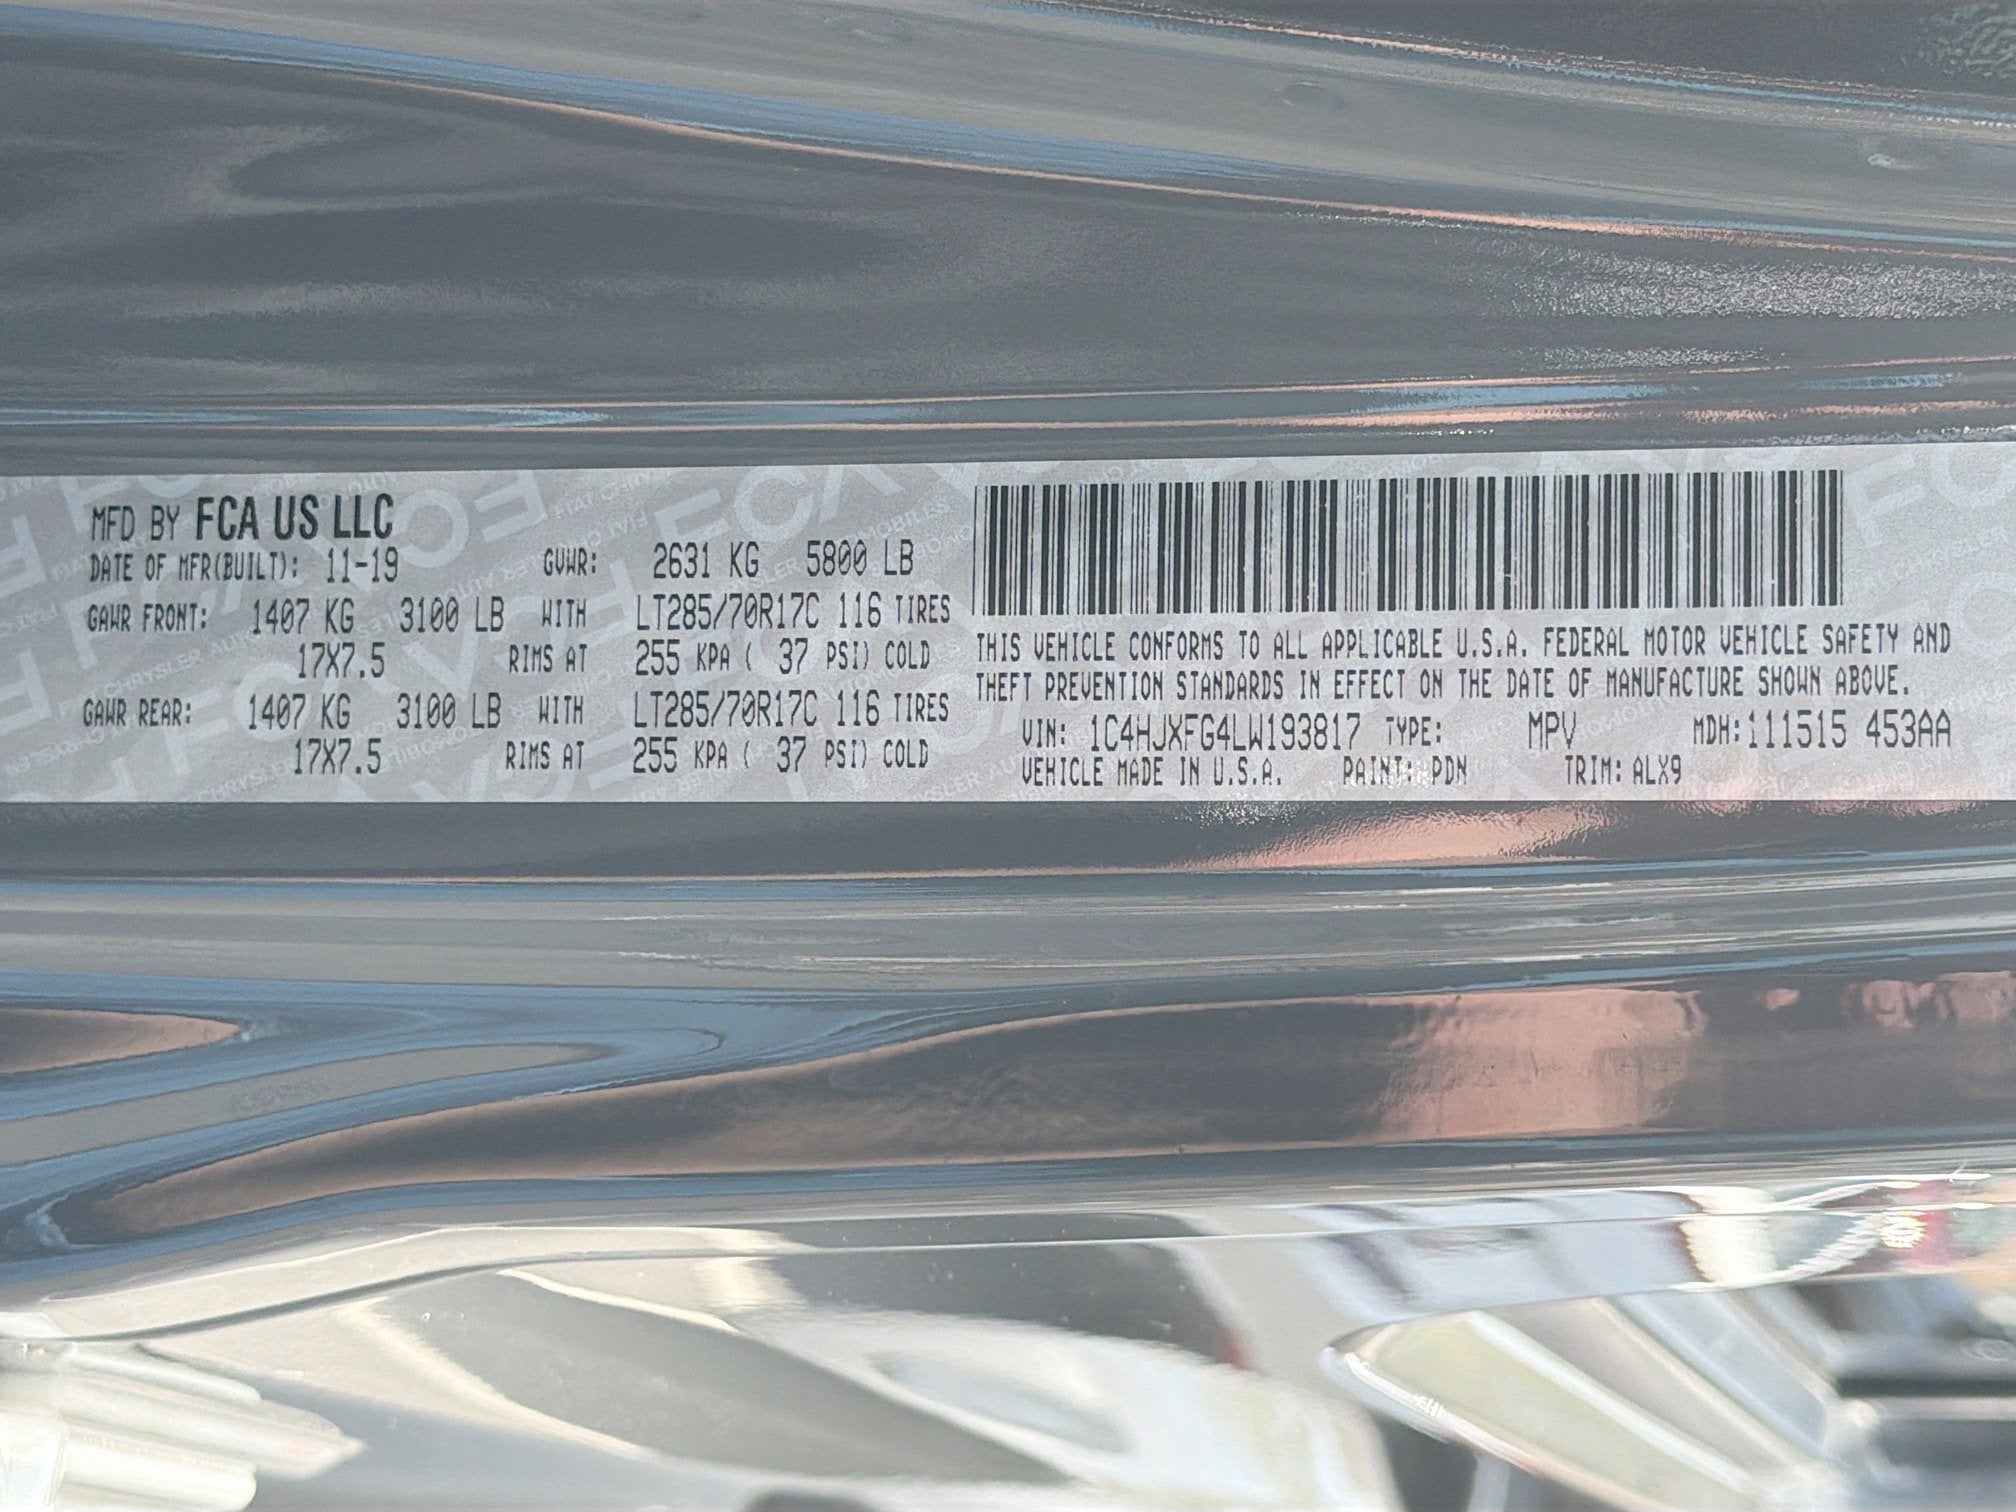 MFD BY FCA US LLC
DATE OF MFR(BUILT): 11-19 GVWR: 2631 KG 5800 LB
GAWR FRONT: 1407 KG 3100 LB WITH LT285/70R17C 116 TIRES
17X7.5 RIMS AT 255 KPA ( 37 PSI) COLD
GAWR REAR: 1407 KG 3100 LB WITH LT285/70R17C 116 TIRES
17X7.5 RIMS AT 255 KPA ( 37 PSI) COLD
THIS VEHICLE CONFORMS TO ALL APPLICABLE U.S.A. FEDERAL MOTOR VEHICLE SAFETY AND
THEFT PREVENTION STANDARDS IN EFFECT ON THE DATE OF MANUFACTURE SHOWN ABOVE.
VIN: 1C4HJXFG4LW193817 TYPE: MPV MDH:111515 453AA
VEHICLE MADE IN U.S.A. PAINT: PDN TRIM: ALX9